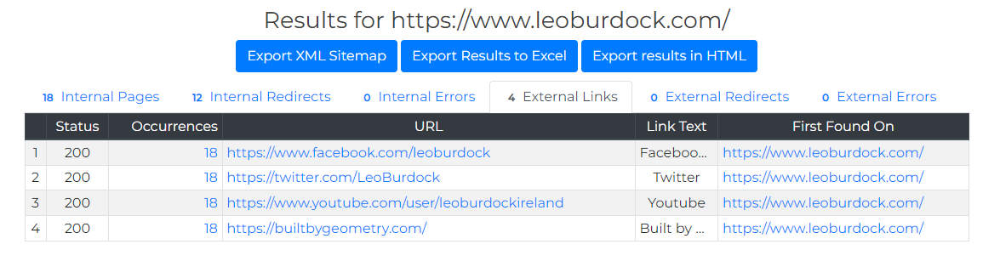 Results for https://www.leoburdock.com/
Export XML Sitemap Export Results to Excel Export results in HTML
18 Internal Pages 12 Internal Redirects 0 Internal Errors 4 External Links 0 External Redirects 0 External Errors
Status Occurrences URL Link Text First Found On
1 200 18 https://www.facebook.com/leoburdock Faceboo... https://www.leoburdock.com/
2 200 18 https://twitter.com/LeoBurdock Twitter https://www.leoburdock.com/
3 200 18 https://www.youtube.com/user/leoburdockireland Youtube https://www.leoburdock.com/
4 200 18 https://builtbygeometry.com/ Built by ... https://www.leoburdock.com/